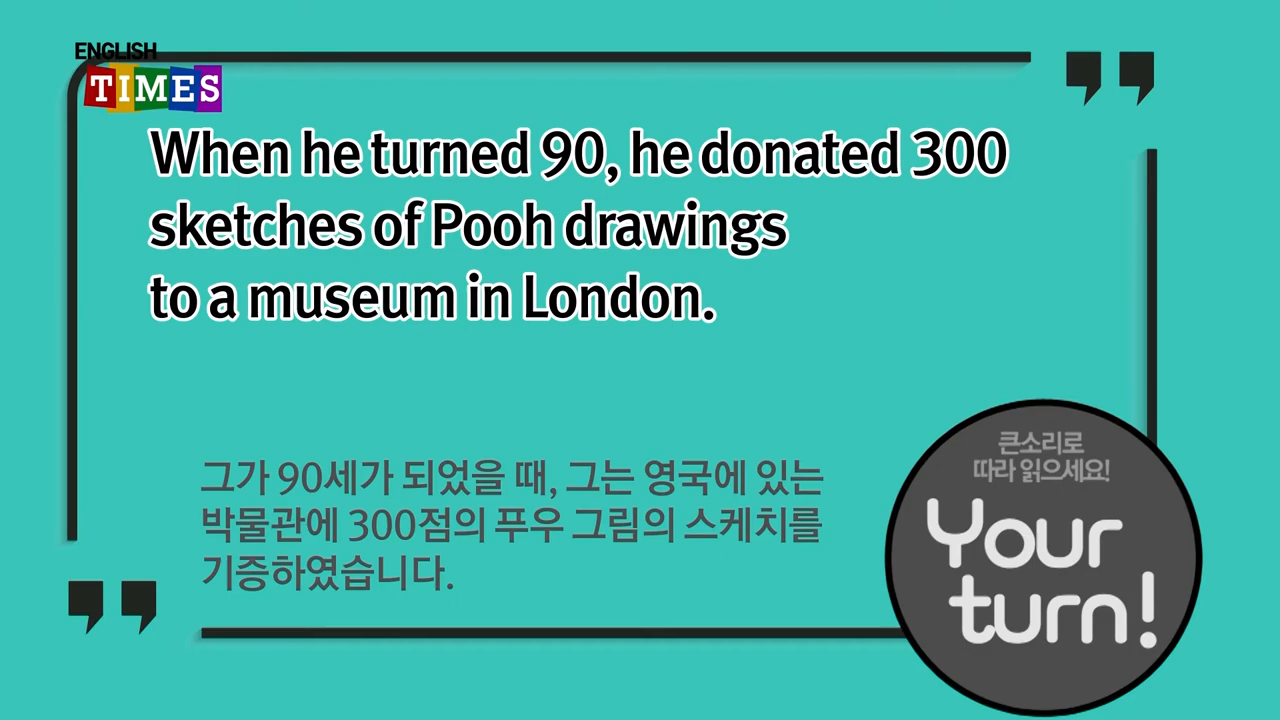 ENGLISH
TIMES
When he turned 90, he donated 300
sketches of Pooh drawings
to a museum in London.
그가 90세가 되었을 때, 그는 영국에 있는
박물관에 300점의 푸우 그림의 스케치를
기증하였습니다.
큰소리로
따라 읽으세요!
Your
turn!